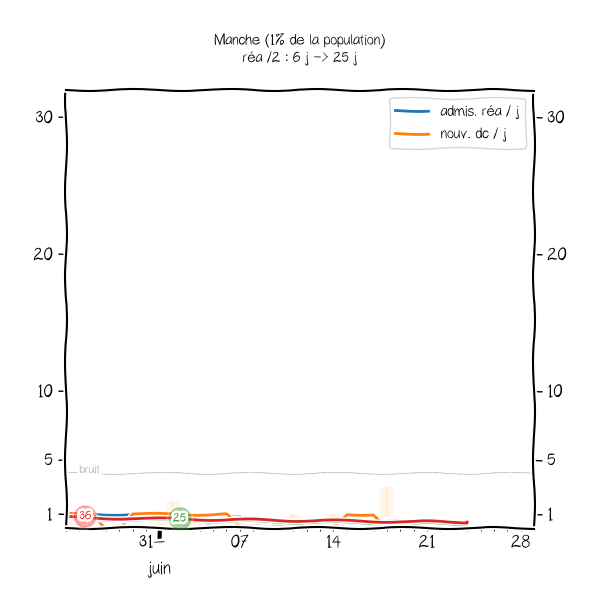 Manche (1% de la population)
réa /2 : 6 j -> 25 j
admis. réa / j
nouv. dc / j
30
30
20
20
10
10
5
5
bruit
1
1
36
25
31 07 14 21 28
juin